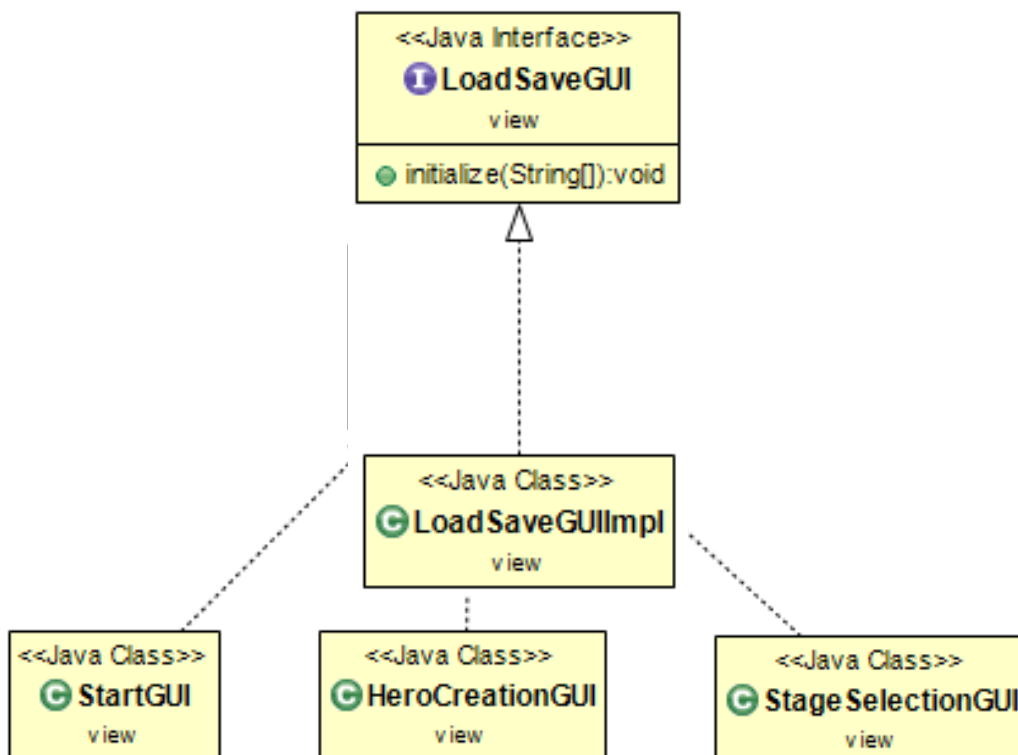 <<Java Interface>>
I LoadSaveGUI
view
initialize(String[]):void
<<Java Class>>
C LoadSaveGUIImpl
view
<<Java Class>>
C StartGUI
view
<<Java Class>>
C HeroCreationGUI
view
<<Java Class>>
C StageSelectionGUI
view